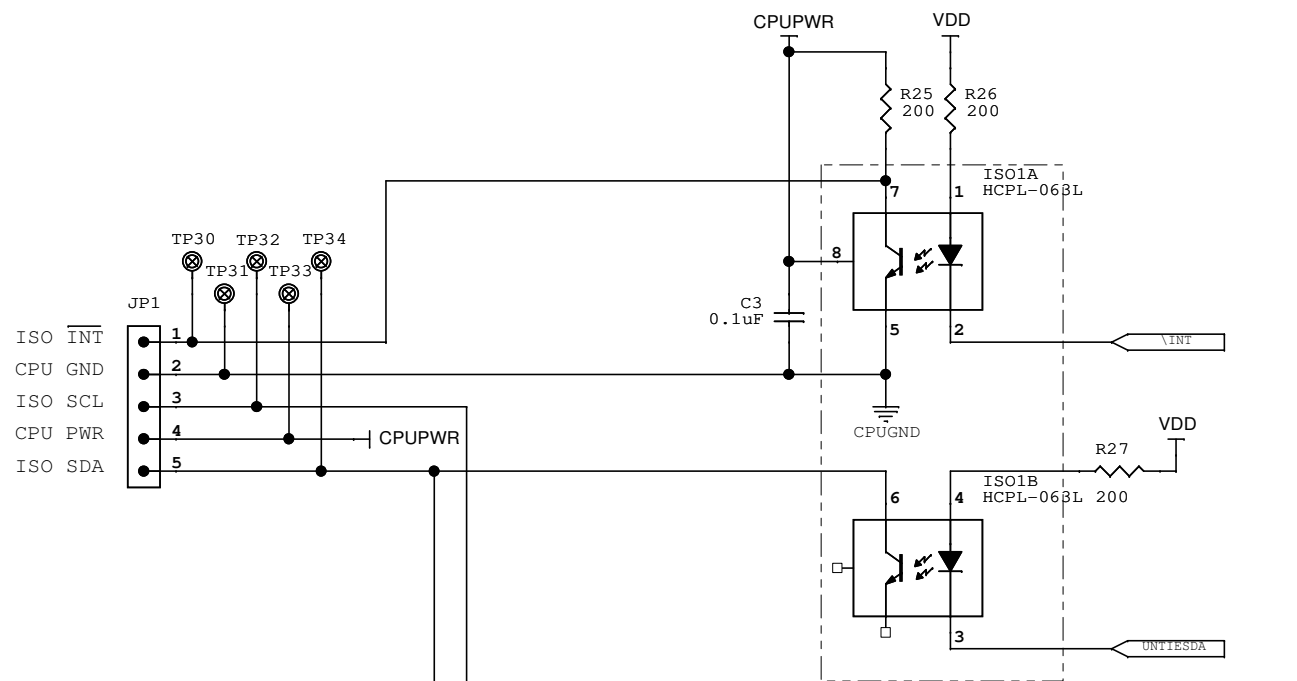 CPUPWR VDD
R25
200
R26
200
ISO1A
HCPL-063L
7 1
8
5 2
C3
0.1uF
\INT
CPUGND
TP30 TP32 TP34
TP31 TP33
JP1
ISO INT 1
CPU GND 2
ISO SCL 3
CPU PWR 4 CPUPWR
ISO SDA 5
VDD
R27
200
ISO1B
HCPL-063L
6 4
3
UNTIESDA